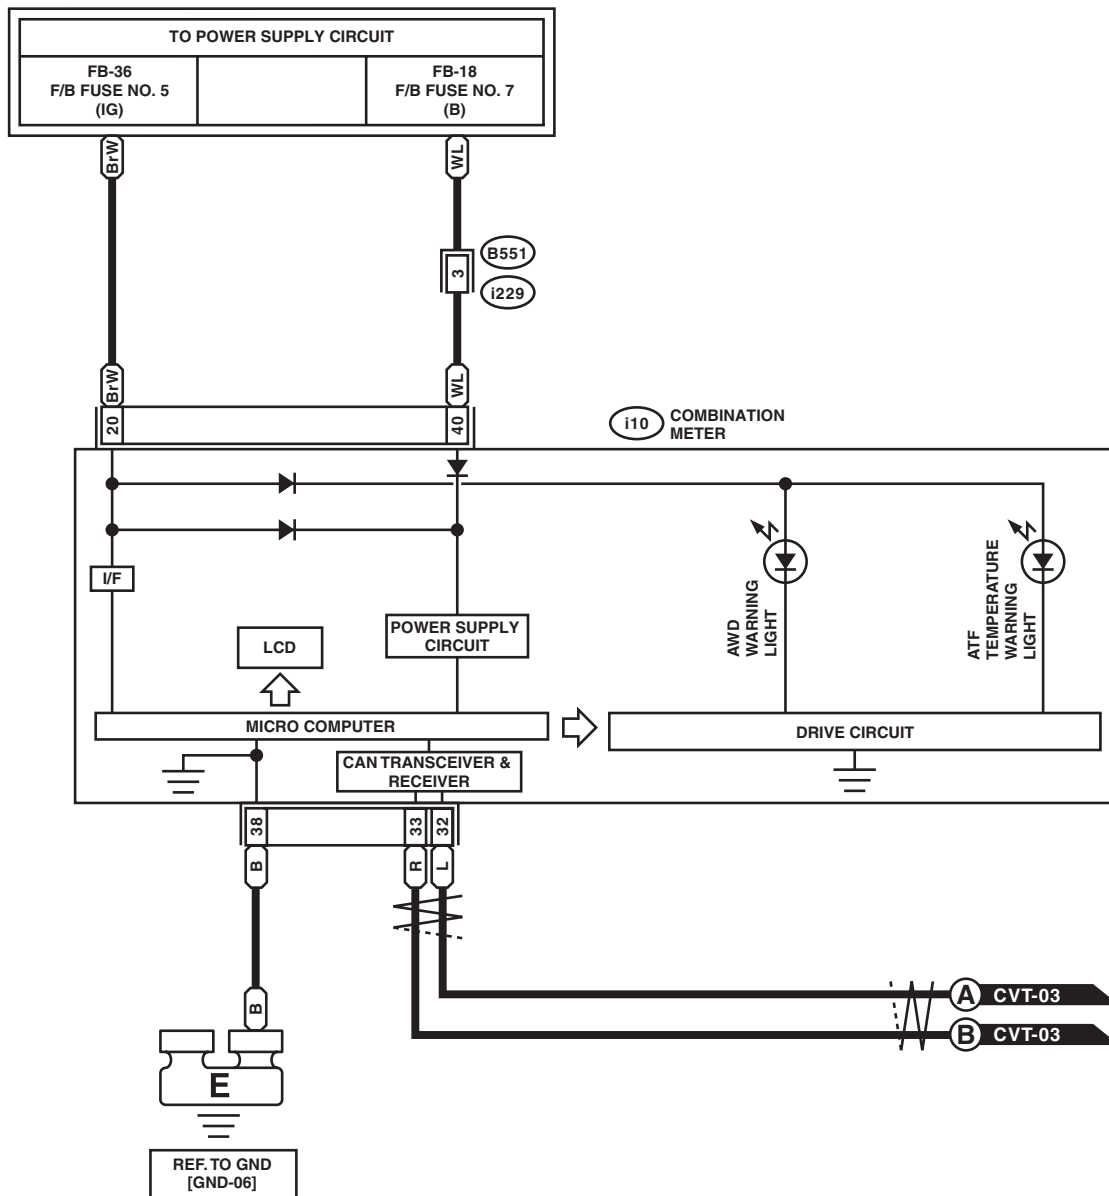 TO POWER SUPPLY CIRCUIT
FB-36
F/B FUSE NO. 5
(IG)
FB-18
F/B FUSE NO. 7
(B)
BrW
WL
3
B551
i229
BrW
WL
20
40
i10
COMBINATION
METER
I/F
LCD
POWER SUPPLY
CIRCUIT
AWD
WARNING
LIGHT
ATF
TEMPERATURE
WARNING
LIGHT
MICRO COMPUTER
DRIVE CIRCUIT
CAN TRANSCEIVER &
RECEIVER
38
33
32
B
R
L
B
A
CVT-03
B
CVT-03
E
REF. TO GND
[GND-06]